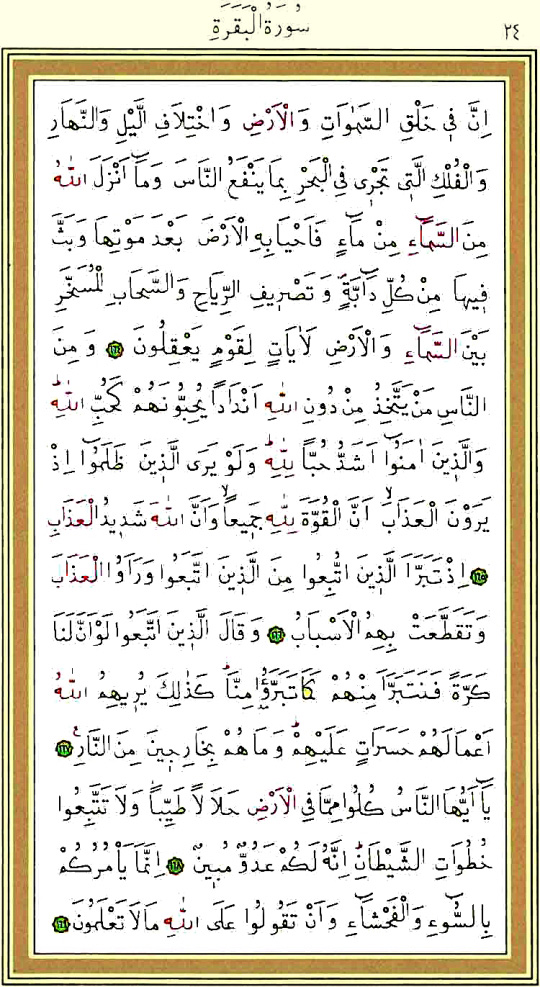 سُورَةُ الْبَقَرَةِ
٢٤
اِنَّ فٖي خَلْقِ السَّمٰوَاتِ وَالْاَرْضِ وَاخْتِلَافِ الَّيْلِ وَالنَّهَارِ
وَالْفُلْكِ الَّتٖي تَجْرٖي فِي الْبَحْرِ بِمَا يَنْفَعُ النَّاسَ وَمَٓا اَنْزَلَ اللّٰهُ
مِنَ السَّمَٓاءِ مِنْ مَٓاءٍ فَاَحْيَا بِهِ الْاَرْضَ بَعْدَ مَوْتِهَا وَبَثَّ
فٖيهَا مِنْ كُلِّ دَٓابَّةٍ وَتَصْرٖيفِ الرِّيَاحِ وَالسَّحَابِ الْمُسَخَّرِ
بَيْنَ السَّمَٓاءِ وَالْاَرْضِ لَاٰيَاتٍ لِقَوْمٍ يَعْقِلُونَ ﴿١٦٤﴾ وَمِنَ
النَّاسِ مَنْ يَتَّخِذُ مِنْ دُونِ اللّٰهِ اَنْدَاداً يُحِبُّونَهُمْ كَحُبِّ اللّٰهِؕ
وَالَّذٖينَ اٰمَنُٓوا اَشَدُّ حُباًّ لِلّٰهِؕ وَلَوْ يَرَى الَّذٖينَ ظَلَمُٓوا اِذْ
يَرَوْنَ الْعَذَابَۙ اَنَّ الْقُوَّةَ لِلّٰهِ جَمٖيعاًۙ وَاَنَّ اللّٰهَ شَدٖيدُ الْعَذَابِ
﴿١٦٥﴾ اِذْ تَبَرَّاَ الَّذٖينَ اتُّبِعُوا مِنَ الَّذٖينَ اتَّبَعُوا وَرَاَوُا الْعَذَابَ
وَتَقَطَّعَتْ بِهِمُ الْاَسْبَابُ ﴿١٦٦﴾ وَقَالَ الَّذٖينَ اتَّبَعُوا لَوْ اَنَّ لَنَا
كَرَّةً فَنَتَبَرَّاَ مِنْهُمْ كَمَا تَبَرَّؤُ۫ا مِنَّاؕ كَذٰلِكَ يُرٖيهِمُ اللّٰهُ
اَعْمَالَهُمْ حَسَرَاتٍ عَلَيْهِمْؕ وَمَا هُمْ بِخَارِجٖينَ مِنَ النَّارِࣖ ﴿١٦٧﴾
يَٓا اَيُّهَا النَّاسُ كُلُوا مِمَّا فِي الْاَرْضِ حَلَالاً طَيِّباًؗ وَلَا تَتَّبِعُوا
خُطُوَاتِ الشَّيْطَانِؕ اِنَّهُ لَكُمْ عَدُوٌّ مُبٖينٌ ﴿١٦٨﴾ اِنَّمَا يَأْمُرُكُمْ
بِالسُّٓوءِ وَالْفَحْشَٓاءِ وَاَنْ تَقُولُوا عَلَى اللّٰهِ مَا لَا تَعْلَمُونَ ﴿١٦٩﴾